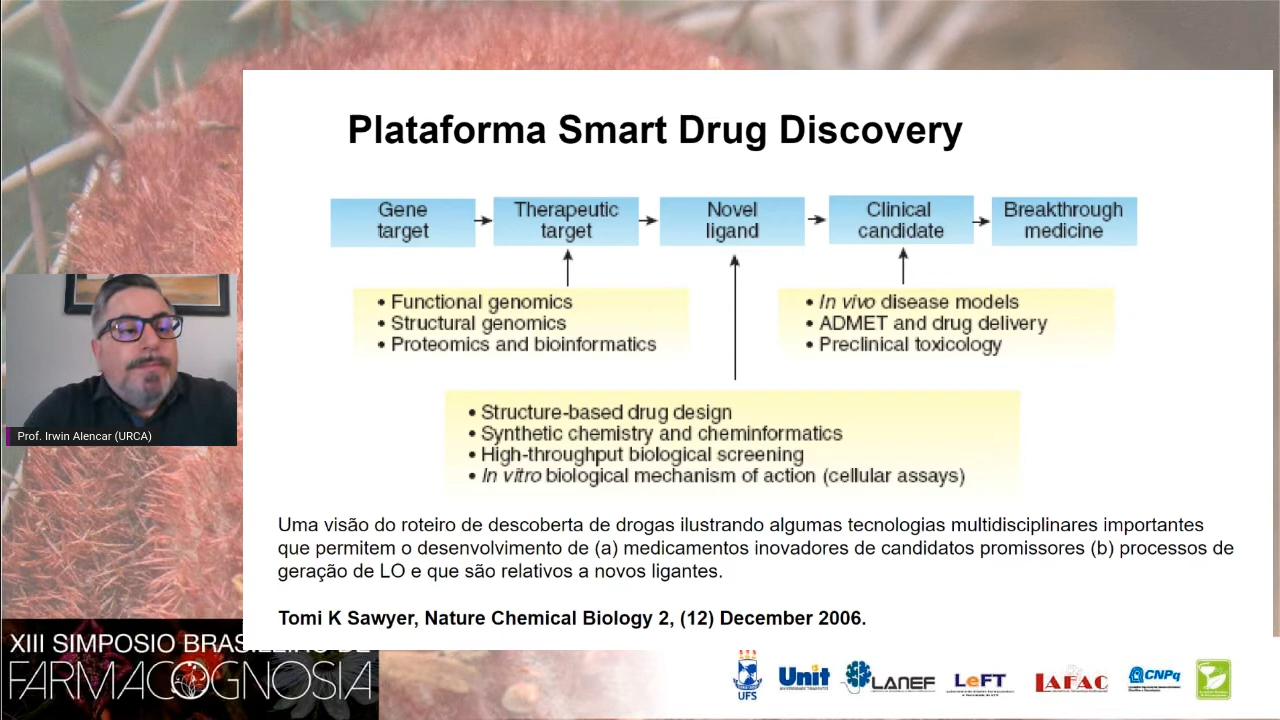 Plataforma Smart Drug Discovery
Gene
target
Therapeutic
target
Novel
ligand
Clinical
candidate
Breakthrough
medicine
• Functional genomics
• Structural genomics
• Proteomics and bioinformatics
• In vivo disease models
• ADMET and drug delivery
• Preclinical toxicology
• Structure-based drug design
• Synthetic chemistry and cheminformatics
• High-throughput biological screening
• In vitro biological mechanism of action (cellular assays)
Uma visão do roteiro de descoberta de drogas ilustrando algumas tecnologias multidisciplinares importantes
que permitem o desenvolvimento de (a) medicamentos inovadores de candidatos promissores (b) processos de
geração de LO e que são relativos a novos ligantes.
Tomi K Sawyer, Nature Chemical Biology 2, (12) December 2006.
Prof. Irwin Alencar (URCA)
XIII SIMPOSIO BRASILEIRO DE
FARMACOGNOSIA
UFS
Unit
LANEF
LeFT
LAFAC
CNPq